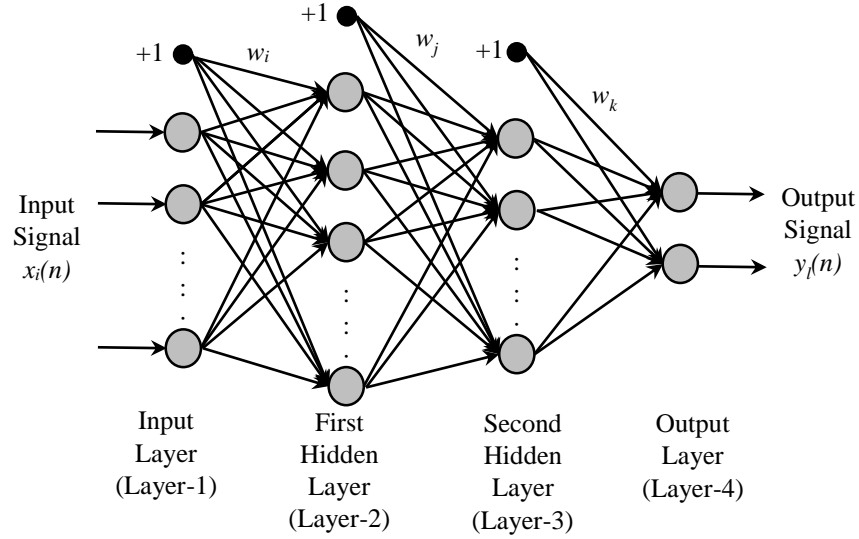 +1
w_i
+1
w_j
+1
w_k
Input
Signal
x_i(n)
Output
Signal
y_l(n)
Input
Layer
(Layer-1)
First
Hidden
Layer
(Layer-2)
Second
Hidden
Layer
(Layer-3)
Output
Layer
(Layer-4)